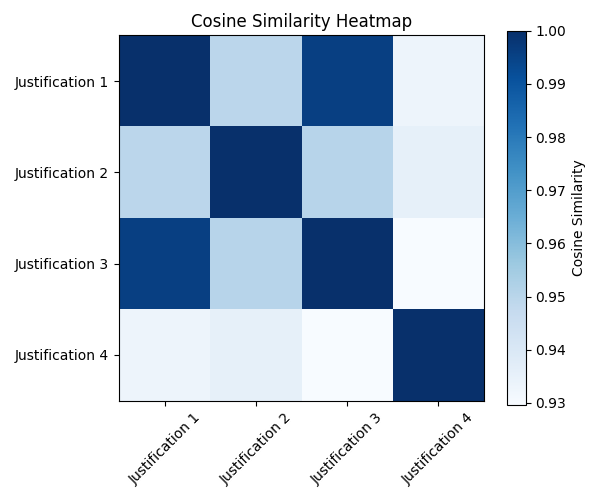 Cosine Similarity Heatmap
Justification 1
Justification 2
Justification 3
Justification 4
Justification 1
Justification 2
Justification 3
Justification 4
1.00
0.99
0.98
0.97
0.96
0.95
0.94
0.93
Cosine Similarity